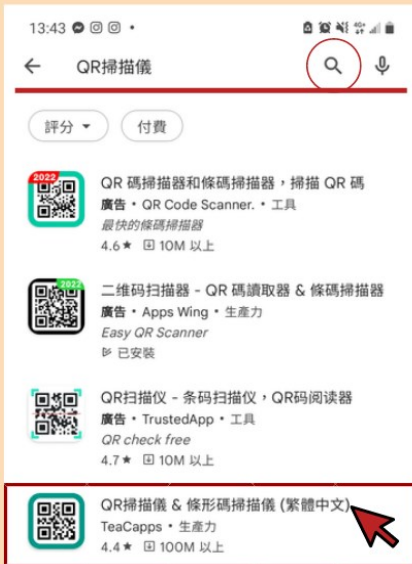 13:43
QR掃描儀
評分 付費
2022
QR 碼掃描器和條碼掃描器，掃描 QR 碼
廣告 • QR Code Scanner. • 工具
最快的條碼掃描器
4.6★ 10M 以上
2022
二维码扫描器 - QR 碼讀取器 & 條碼掃描器
廣告 • Apps Wing • 生產力
Easy QR Scanner
已安裝
QR扫描仪 - 条码扫描仪，QR码阅读器
廣告 • TrustedApp • 工具
QR check free
4.7★ 10M 以上
QR掃描儀 & 條形碼掃描儀 (繁體中文)
TeaCapps • 生產力
4.4★ 100M 以上